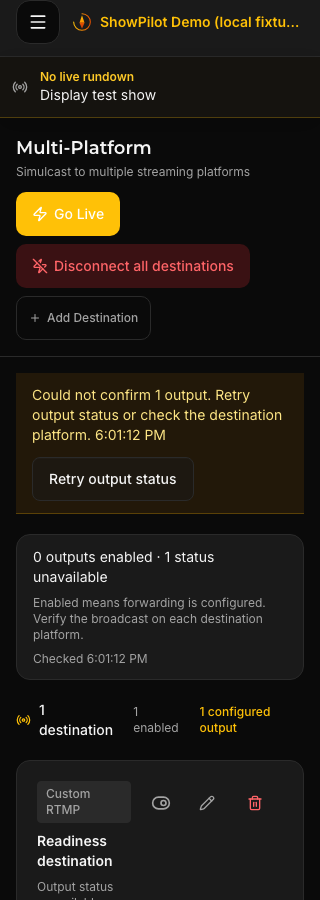 ShowPilot Demo (local fixtu...
No live rundown
Display test show
Multi-Platform
Simulcast to multiple streaming platforms
Go Live
Disconnect all destinations
Add Destination
Could not confirm 1 output. Retry
output status or check the destination
platform. 6:01:12 PM
Retry output status
0 outputs enabled · 1 status
unavailable
Enabled means forwarding is configured.
Verify the broadcast on each destination
platform.
Checked 6:01:12 PM
1
destination
1
enabled
1 configured
output
Custom
RTMP
Readiness
destination
Output status